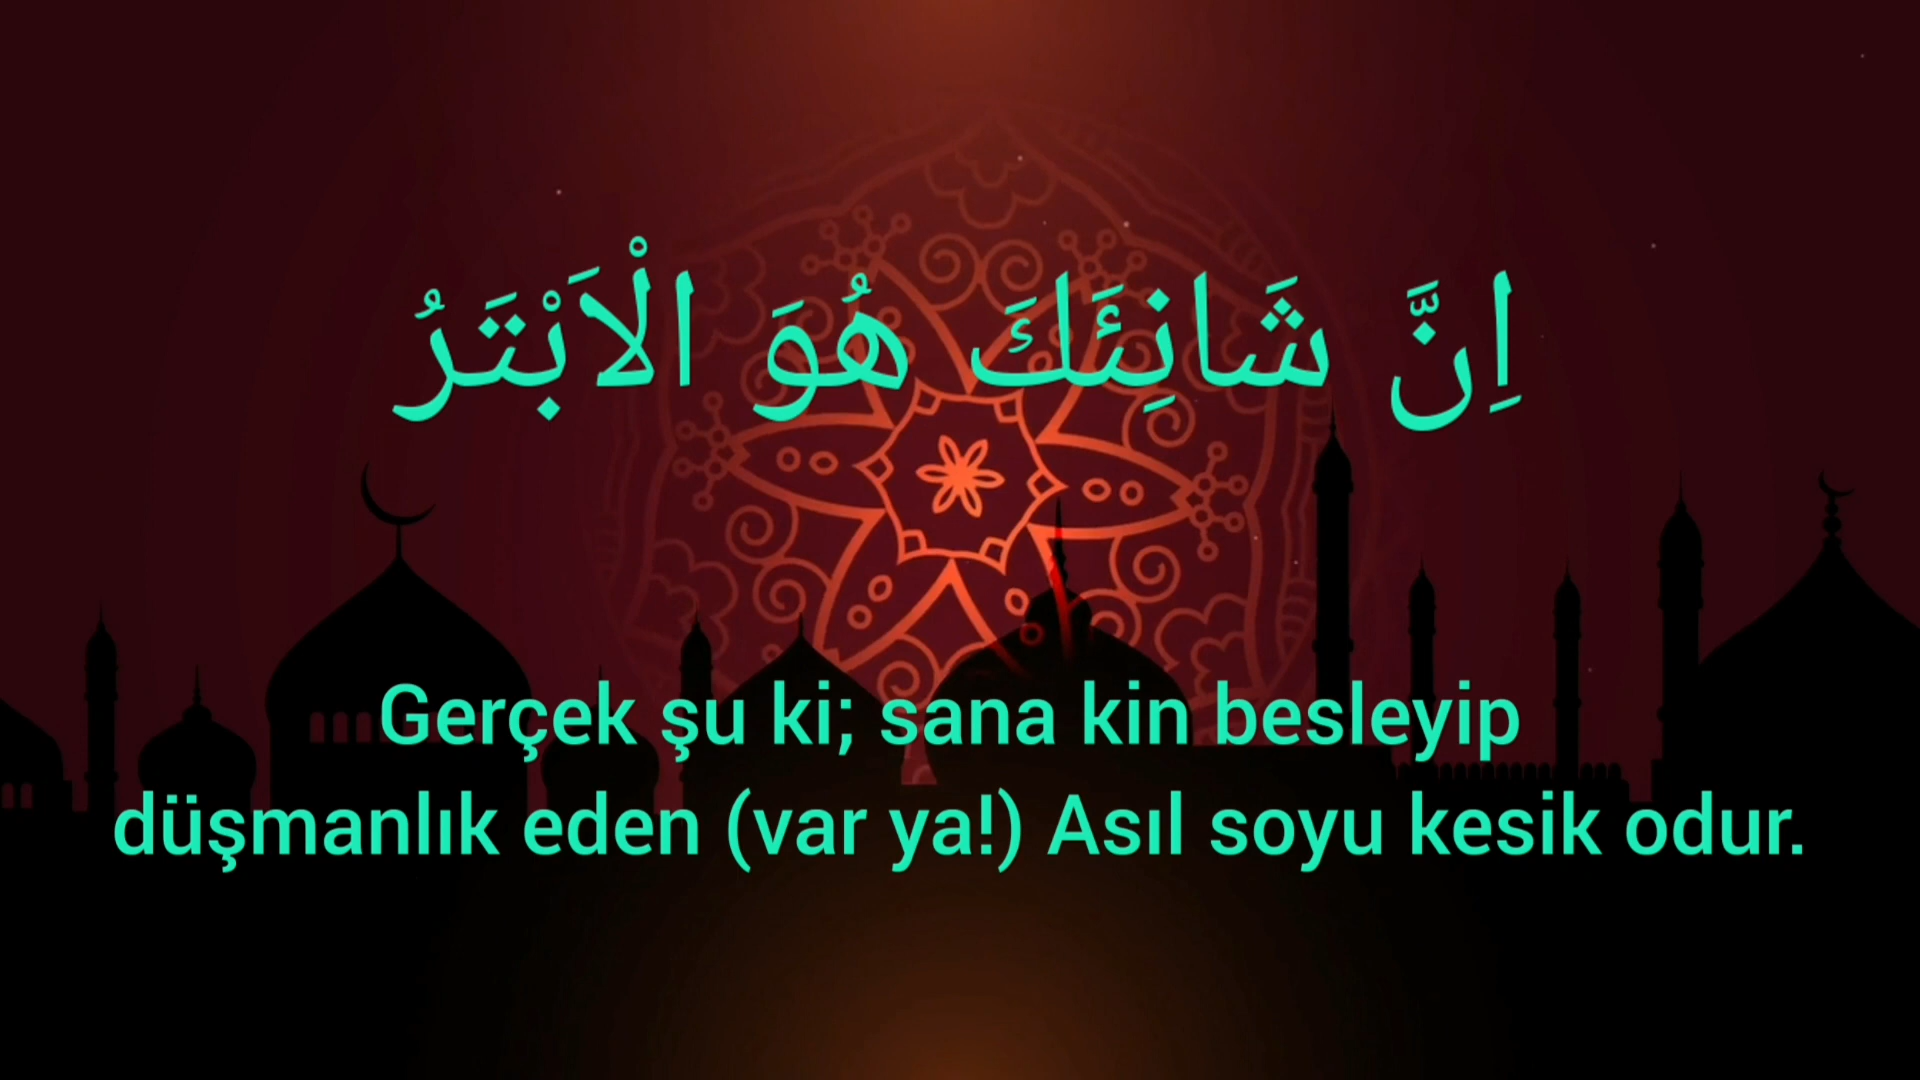 اِنَّ شَانِئَكَ هُوَ الْاَبْتَرُ
Gerçek şu ki; sana kin besleyip
düşmanlık eden (var ya!) Asıl soyu kesik odur.